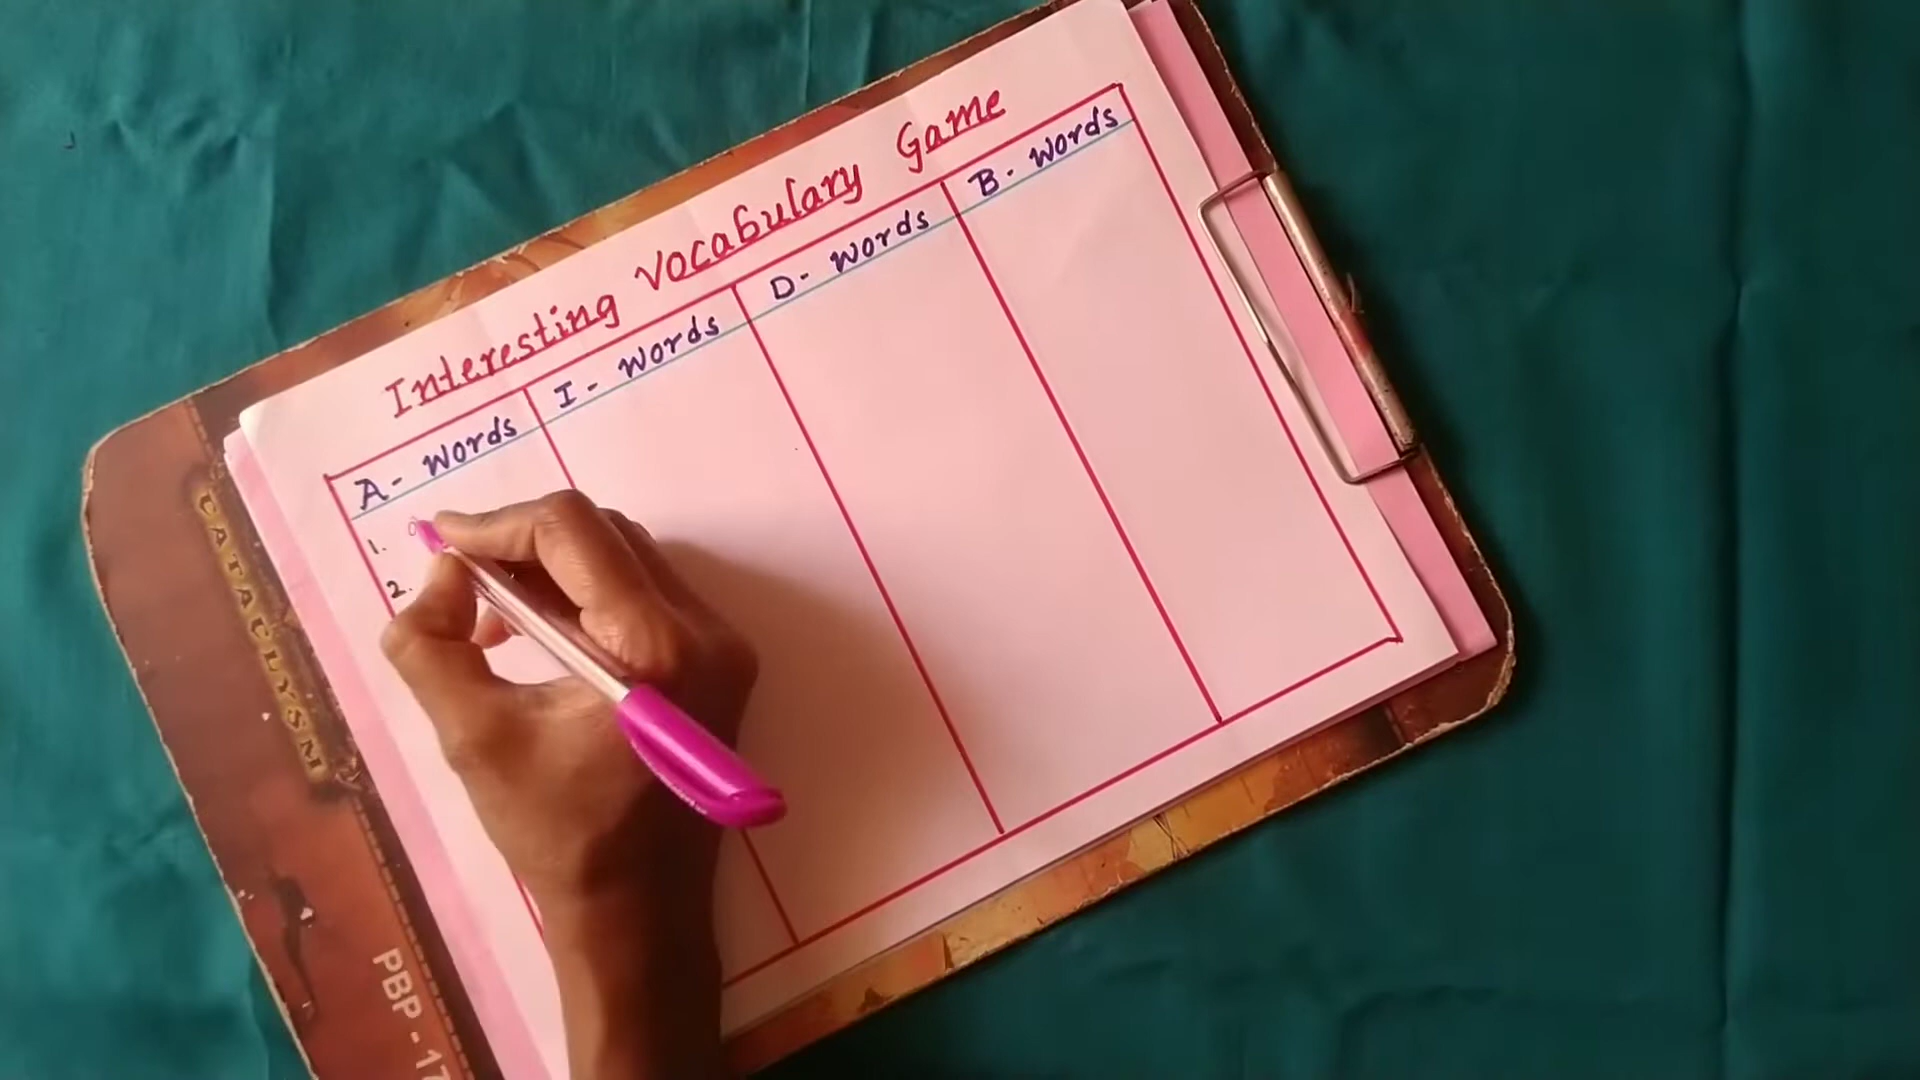 Interesting Vocabulary Game
A- Words I- Words D- Words B- Words
1. a
2.
CATACLYSM
PBP - 17